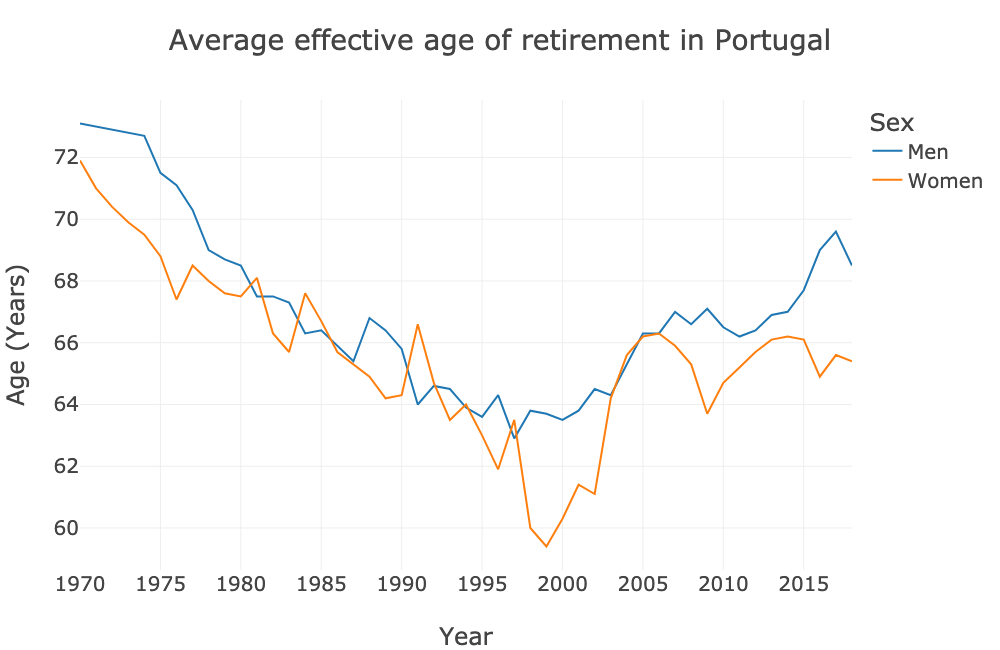 Average effective age of retirement in Portugal
Sex
Men
Women
Age (Years)
72
70
68
66
64
62
60
1970 1975 1980 1985 1990 1995 2000 2005 2010 2015
Year